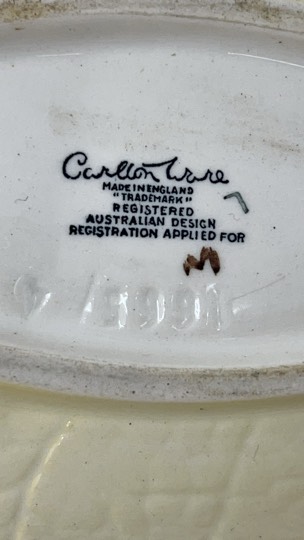 Carlton Ware
MADE IN ENGLAND
"TRADEMARK"
REGISTERED
AUSTRALIAN DESIGN
REGISTRATION APPLIED FOR
M